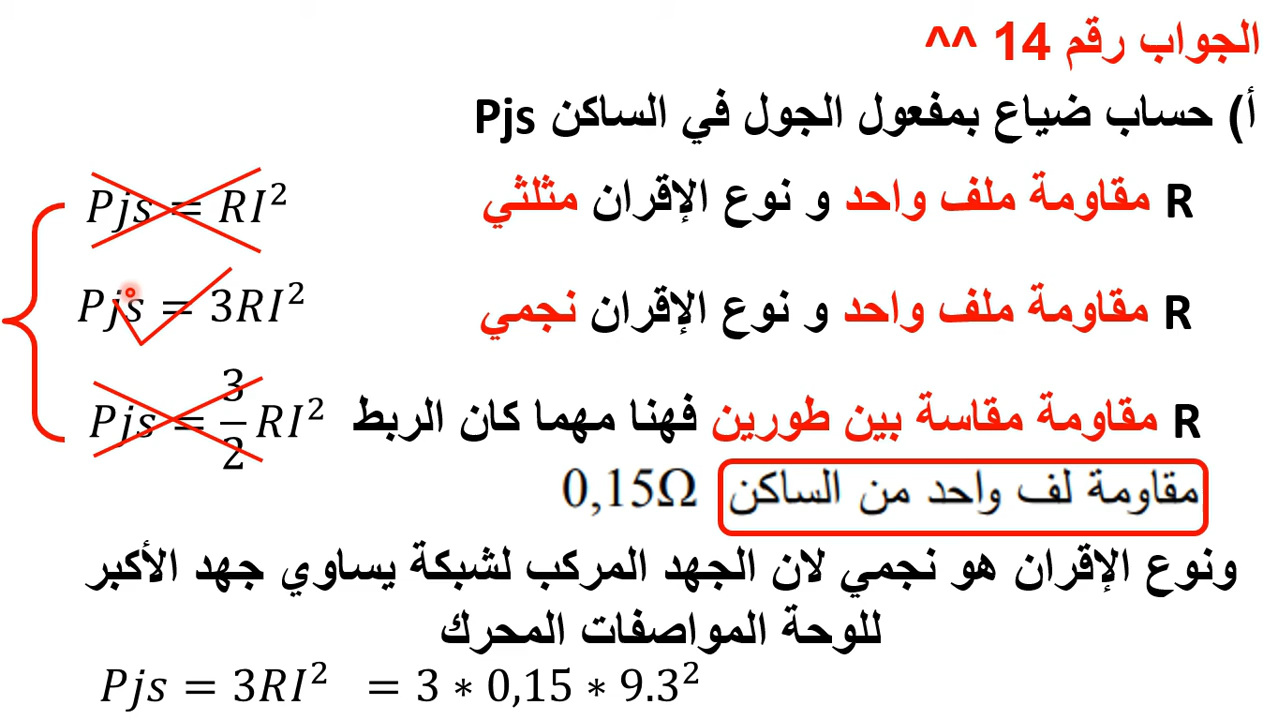 الجواب رقم 14 ^^
أ) حساب ضياع بمفعول الجول في الساكن Pjs
R مقاومة ملف واحد و نوع الإقران مثلثي
Pjs = RI²
R مقاومة ملف واحد و نوع الإقران نجمي
Pjs = 3RI²
R مقاومة مقاسة بين طورين فهنا مهما كان الربط
Pjs = 3/2 RI²
مقاومة لف واحد من الساكن 0,15Ω
ونوع الإقران هو نجمي لان الجهد المركب لشبكة يساوي جهد الأكبر
للوحة المواصفات المحرك
Pjs = 3RI² = 3 * 0,15 * 9.3²